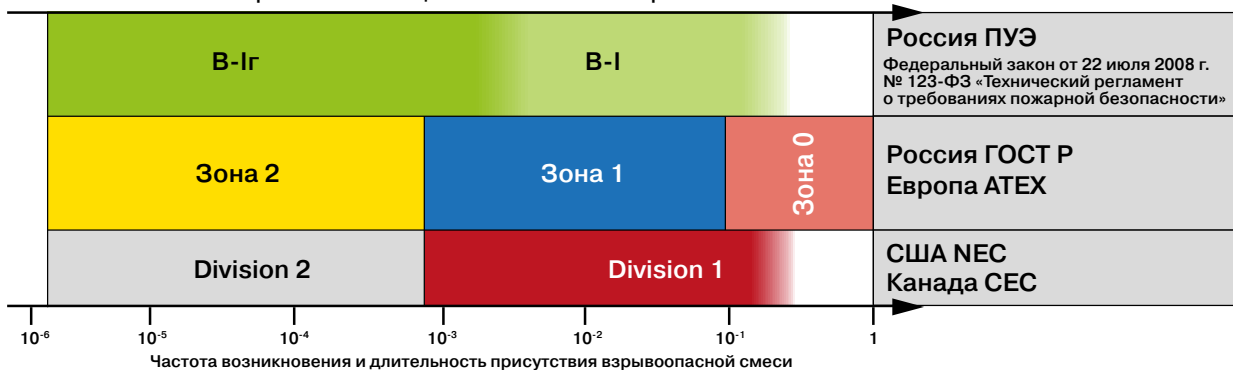 В-Iг
В-I
Россия ПУЭ
Федеральный закон от 22 июля 2008 г.
№ 123-ФЗ «Технический регламент
о требованиях пожарной безопасности»
Зона 2
Зона 1
Зона 0
Россия ГОСТ Р
Европа ATEX
Division 2
Division 1
США NEC
Канада CEC
10⁻⁶
10⁻⁵
10⁻⁴
10⁻³
10⁻²
10⁻¹
1
Частота возникновения и длительность присутствия взрывоопасной смеси